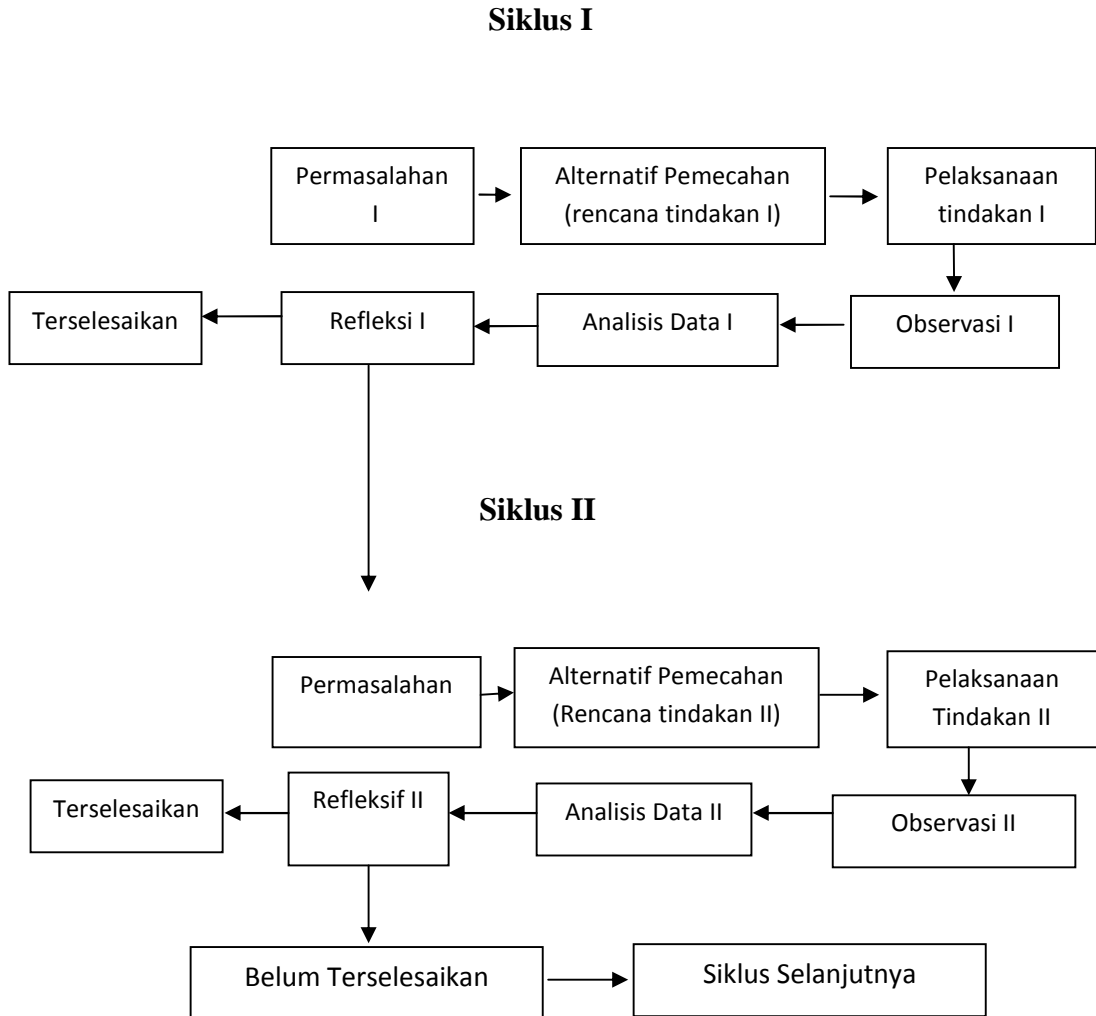 Siklus I
Permasalahan
I
Alternatif Pemecahan
(rencana tindakan I)
Pelaksanaan
tindakan I
Terselesaikan
Refleksi I
Analisis Data I
Observasi I
Siklus II
Permasalahan
Alternatif Pemecahan
(Rencana tindakan II)
Pelaksanaan
Tindakan II
Terselesaikan
Refleksif II
Analisis Data II
Observasi II
Belum Terselesaikan
Siklus Selanjutnya